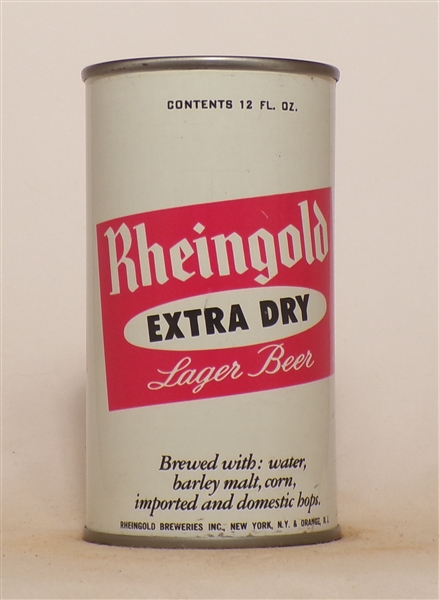 CONTENTS 12 FL. OZ.
Rheingold
EXTRA DRY
Lager Beer
Brewed with: water,
barley malt, corn,
imported and domestic hops.
RHEINGOLD BREWERIES INC., NEW YORK, N.Y. & ORANGE, N.J.